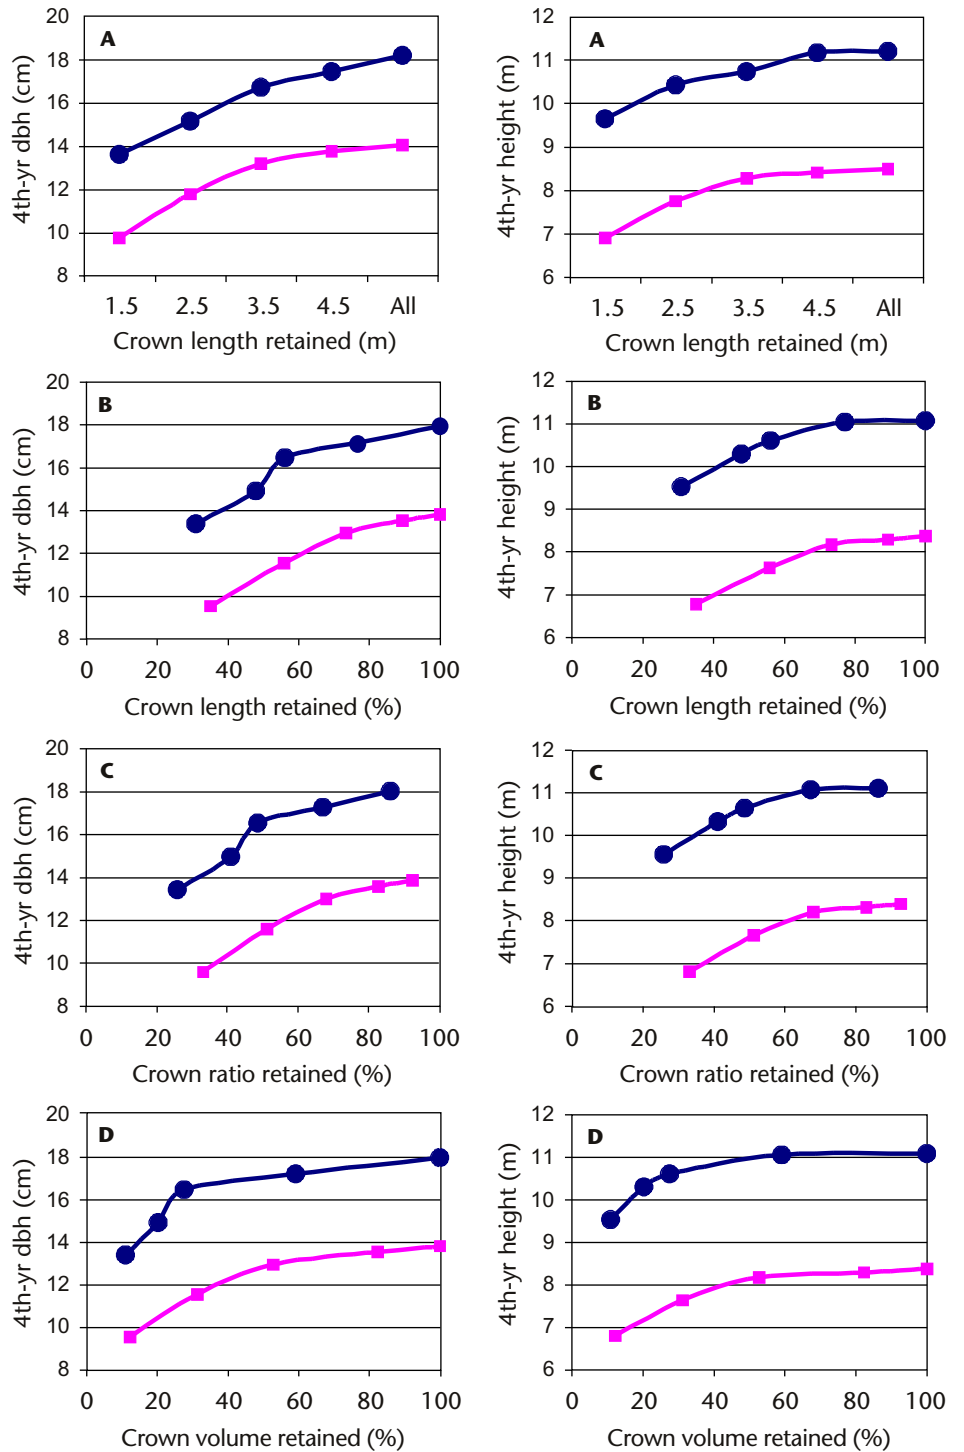 A
4th-yr dbh (cm)
20
18
16
14
12
10
8
1.5 2.5 3.5 4.5 All
Crown length retained (m)
A
4th-yr height (m)
12
11
10
9
8
7
6
1.5 2.5 3.5 4.5 All
Crown length retained (m)
B
4th-yr dbh (cm)
20
18
16
14
12
10
8
0 20 40 60 80 100
Crown length retained (%)
B
4th-yr height (m)
12
11
10
9
8
7
6
0 20 40 60 80 100
Crown length retained (%)
C
4th-yr dbh (cm)
20
18
16
14
12
10
8
0 20 40 60 80 100
Crown ratio retained (%)
C
4th-yr height (m)
12
11
10
9
8
7
6
0 20 40 60 80 100
Crown ratio retained (%)
D
4th-yr dbh (cm)
20
18
16
14
12
10
8
0 20 40 60 80 100
Crown volume retained (%)
D
4th-yr height (m)
12
11
10
9
8
7
6
0 20 40 60 80 100
Crown volume retained (%)